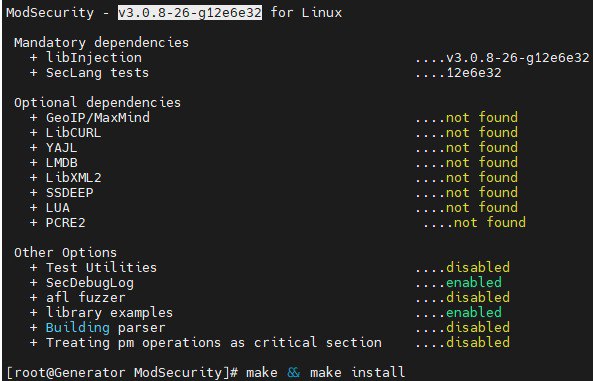 ModSecurity - v3.0.8-26-g12e6e32 for Linux
Mandatory dependencies
+ libInjection ....v3.0.8-26-g12e6e32
+ SecLang tests ....12e6e32
Optional dependencies
+ GeoIP/MaxMind ....not found
+ LibCURL ....not found
+ YAJL ....not found
+ LMDB ....not found
+ LibXML2 ....not found
+ SSDEEP ....not found
+ LUA ....not found
+ PCRE2 ....not found
Other Options
+ Test Utilities ....disabled
+ SecDebugLog ....enabled
+ afl fuzzer ....disabled
+ library examples ....enabled
+ Building parser ....disabled
+ Treating pm operations as critical section ....disabled
[root@Generator ModSecurity]# make && make install